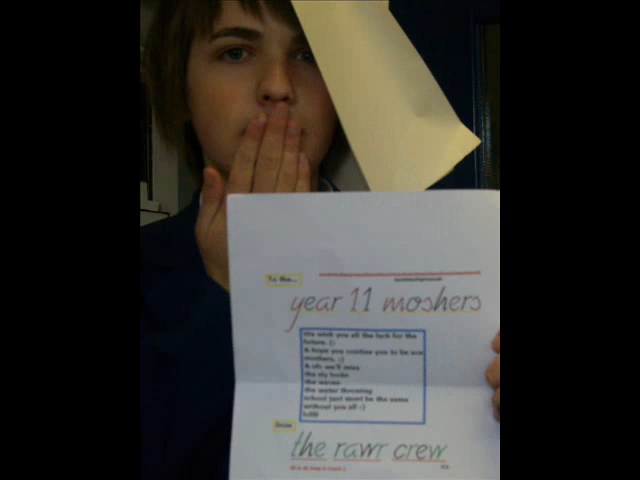 To the...
year 11 moshers
We wish you all the luck for the
future. (:
& hope you continue you to be
moshers. :)
& oh we'll miss
the sly looks
the waves
the water throwing
school just wont be the same
without you all :)
from
the rawr crew